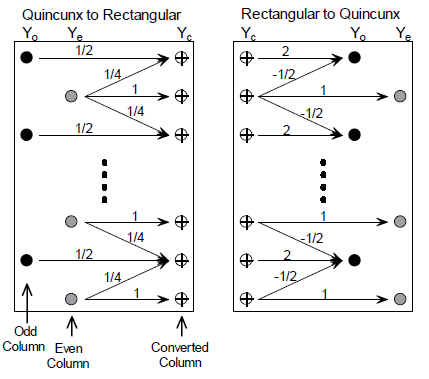 Quincunx to Rectangular
Yo Ye Yc
1/2
1/4
1
1/4
1/2
1
1/4
1/2
1/4
1
Odd
Column
Even
Column
Converted
Column
Rectangular to Quincunx
Yc Yo Ye
2
-1/2
1
-1/2
2
1
-1/2
2
-1/2
1